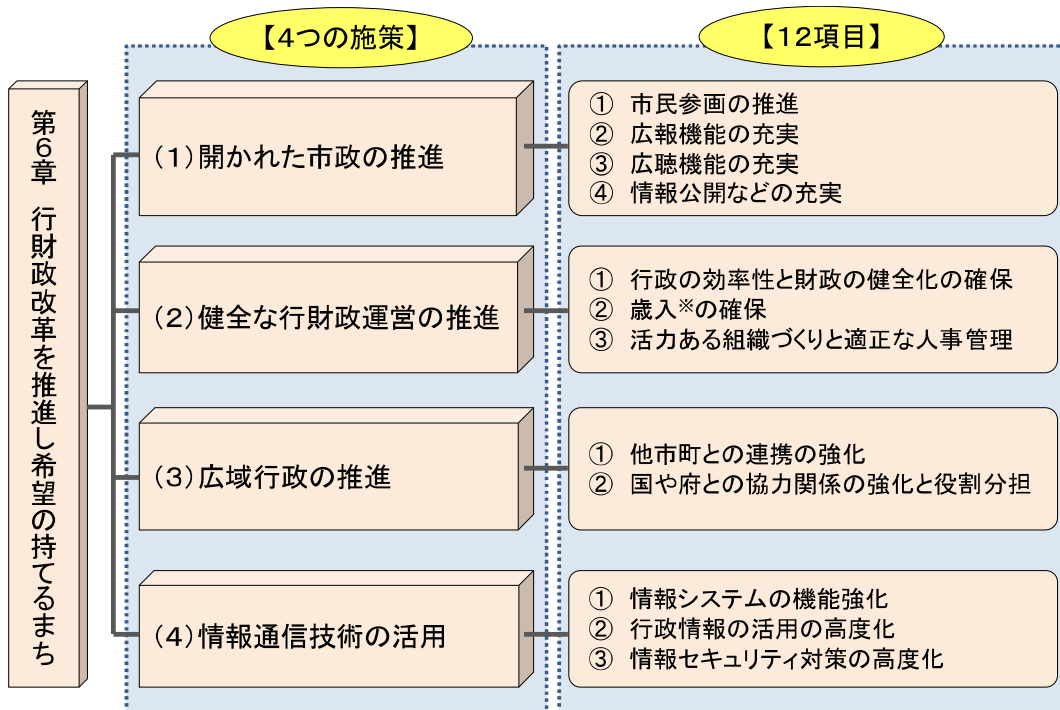 【4つの施策】
【12項目】
第6章　行財政改革を推進し希望の持てるまち
（1）開かれた市政の推進
① 市民参画の推進
② 広報機能の充実
③ 広聴機能の充実
④ 情報公開などの充実
（2）健全な行財政運営の推進
① 行政の効率性と財政の健全化の確保
② 歳入※の確保
③ 活力ある組織づくりと適正な人事管理
（3）広域行政の推進
① 他市町との連携の強化
② 国や府との協力関係の強化と役割分担
（4）情報通信技術の活用
① 情報システムの機能強化
② 行政情報の活用の高度化
③ 情報セキュリティ対策の高度化